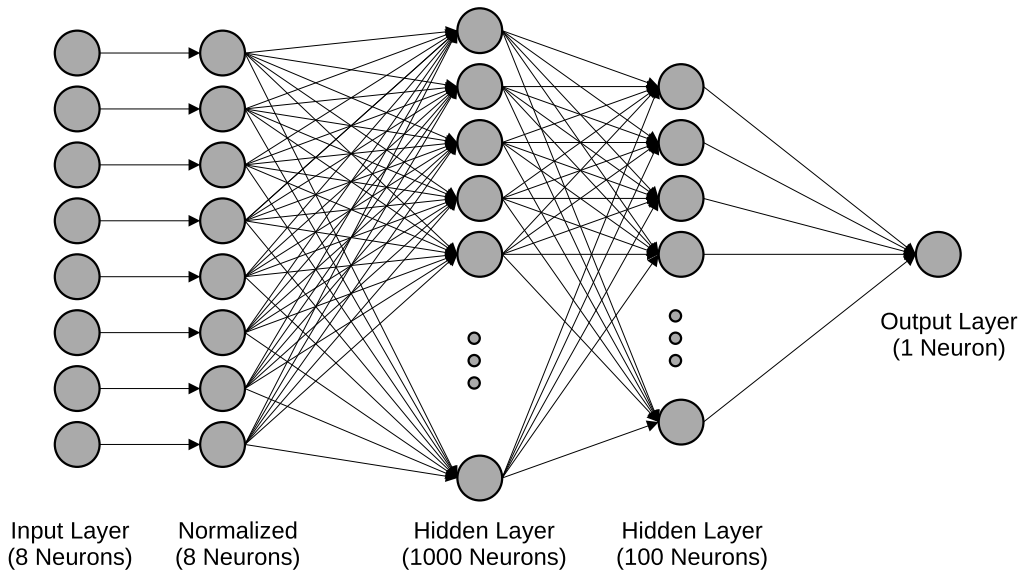 Input Layer
(8 Neurons)
Normalized
(8 Neurons)
Hidden Layer
(1000 Neurons)
Hidden Layer
(100 Neurons)
Output Layer
(1 Neuron)